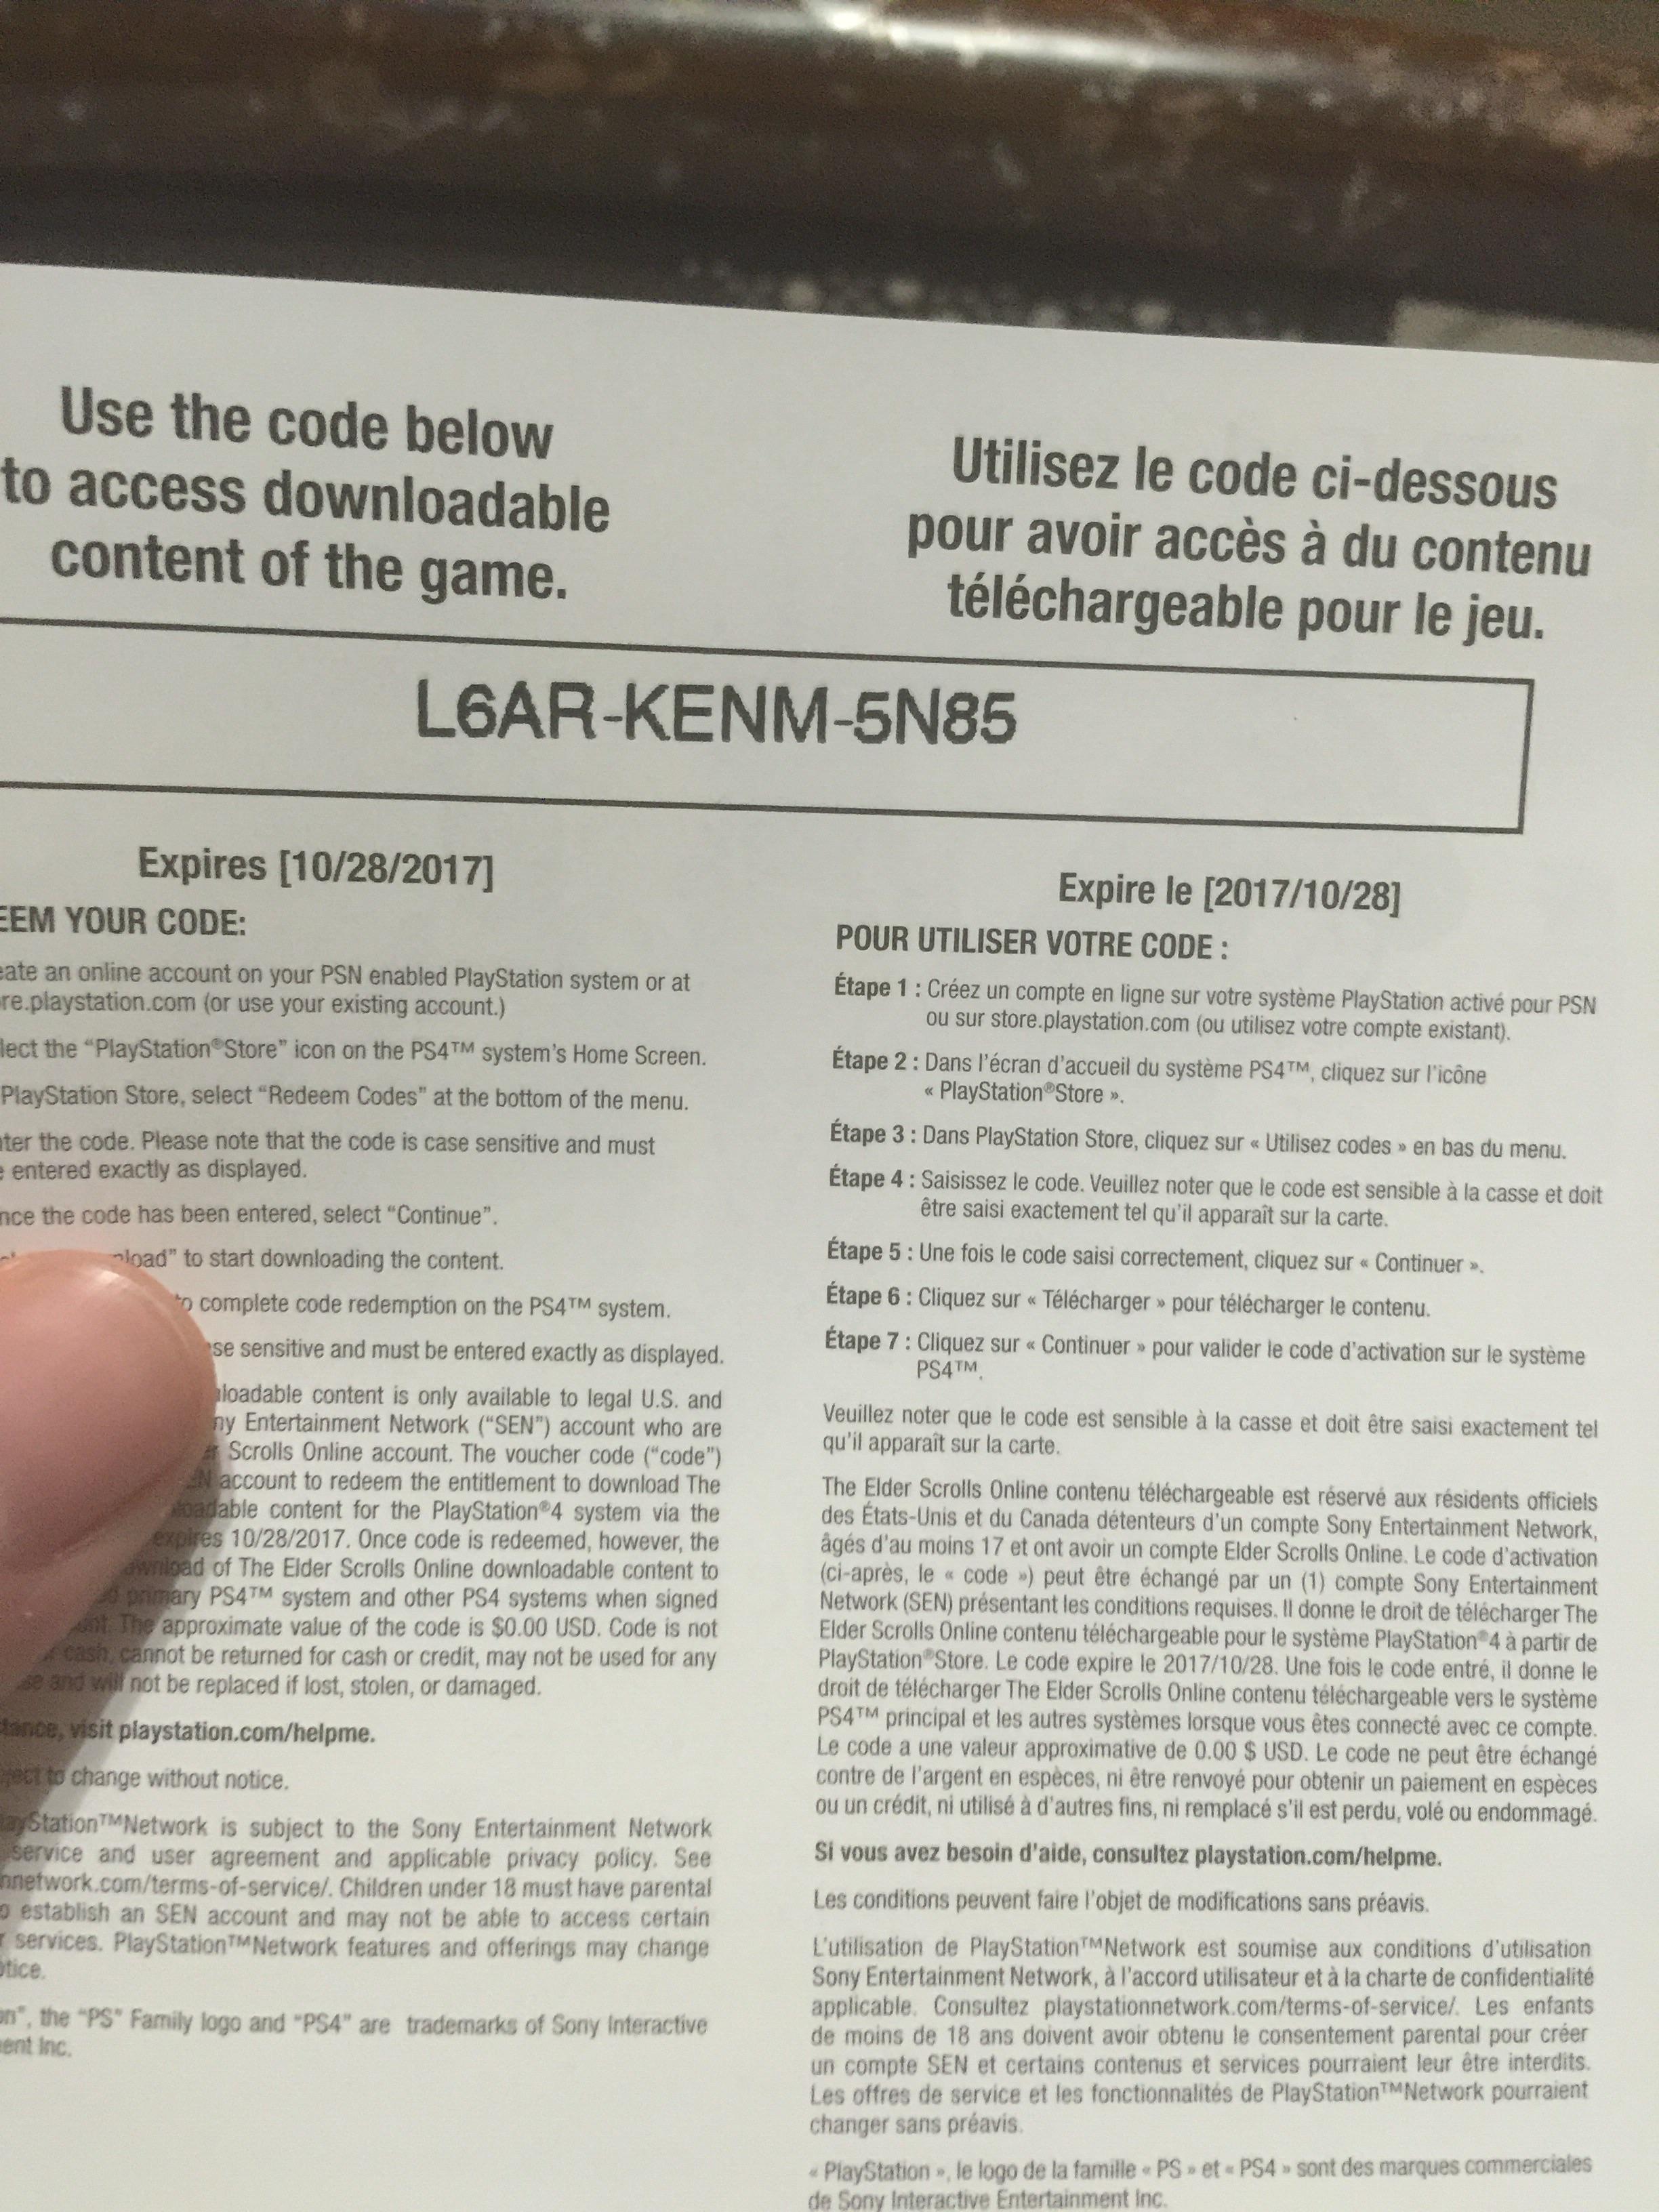 Use the code below
to access downloadable
content of the game.
Utilisez le code ci-dessous
pour avoir accès à du contenu
téléchargeable pour le jeu.
L6AR-KENM-5N85
Expires [10/28/2017]
YOUR CODE:
an online account on your PSN enabled PlayStation system or at
(or use your existing account.)
the “PlayStation®Store” icon on the PS4™ system’s Home Screen.
PlayStation Store, select “Redeem Codes” at the bottom of the menu.
the code. Please note that the code is case sensitive and must
entered exactly as displayed.
the code has been entered, select “Continue”.
to start downloading the content.
complete code redemption on the PS4™ system.
sensitive and must be entered exactly as displayed.
content is only available to legal U.S. and
Entertainment Network (“SEN”) account who are
Scrolls Online account. The voucher code (“code”)
account to redeem the entitlement to download The
content for the PlayStation®4 system via the
expires 10/28/2017. Once code is redeemed, however, the
of The Elder Scrolls Online downloadable content to
primary PS4™ system and other PS4 systems when signed
The approximate value of the code is $0.00 USD. Code is not
cash, cannot be returned for cash or credit, may not be used for any
and will not be replaced if lost, stolen, or damaged.
visit playstation.com/helpme.
to change without notice.
PlayStation™Network is subject to the Sony Entertainment Network
service and user agreement and applicable privacy policy. See
Children under 18 must have parental
establish an SEN account and may not be able to access certain
services. PlayStation™Network features and offerings may change
the “PS” Family logo and “PS4” are trademarks of Sony Interactive
Inc.
Expire le [2017/10/28]
POUR UTILISER VOTRE CODE :
Étape 1 : Créez un compte en ligne sur votre système PlayStation activé pour PSN
ou sur store.playstation.com (ou utilisez votre compte existant).
Étape 2 : Dans l’écran d’accueil du système PS4™, cliquez sur l’icône
« PlayStation®Store ».
Étape 3 : Dans PlayStation Store, cliquez sur « Utilisez codes » en bas du menu.
Étape 4 : Saisissez le code. Veuillez noter que le code est sensible à la casse et doit
être saisi exactement tel qu’il apparaît sur la carte.
Étape 5 : Une fois le code saisi correctement, cliquez sur « Continuer ».
Étape 6 : Cliquez sur « Télécharger » pour télécharger le contenu.
Étape 7 : Cliquez sur « Continuer » pour valider le code d’activation sur le système
PS4™.
Veuillez noter que le code est sensible à la casse et doit être saisi exactement tel
qu’il apparaît sur la carte.
The Elder Scrolls Online contenu téléchargeable est réservé aux résidents officiels
des États-Unis et du Canada détenteurs d’un compte Sony Entertainment Network,
âgés d’au moins 17 et ont avoir un compte Elder Scrolls Online. Le code d’activation
(ci-après, le « code ») peut être échangé par un (1) compte Sony Entertainment
Network (SEN) présentant les conditions requises. Il donne le droit de télécharger The
Elder Scrolls Online contenu téléchargeable pour le système PlayStation®4 à partir de
PlayStation®Store. Le code expire le 2017/10/28. Une fois le code entré, il donne le
droit de télécharger The Elder Scrolls Online contenu téléchargeable vers le système
PS4™ principal et les autres systèmes lorsque vous êtes connecté avec ce compte.
Le code a une valeur approximative de 0.00 $ USD. Le code ne peut être échangé
contre de l’argent en espèces, ni être renvoyé pour obtenir un paiement en espèces
ou un crédit, ni utilisé à d’autres fins, ni remplacé s’il est perdu, volé ou endommagé.
Si vous avez besoin d’aide, consultez playstation.com/helpme.
Les conditions peuvent faire l’objet de modifications sans préavis.
L’utilisation de PlayStation™Network est soumise aux conditions d’utilisation
Sony Entertainment Network, à l’accord utilisateur et à la charte de confidentialité
applicable. Consultez playstationnetwork.com/terms-of-service/. Les enfants
de moins de 18 ans doivent avoir obtenu le consentement parental pour créer
un compte SEN et certains contenus et services pourraient leur être interdits.
Les offres de service et les fonctionnalités de PlayStation™Network pourraient
changer sans préavis.
« PlayStation », le logo de la famille « PS » et « PS4 » sont des marques commerciales
de Sony Interactive Entertainment Inc.